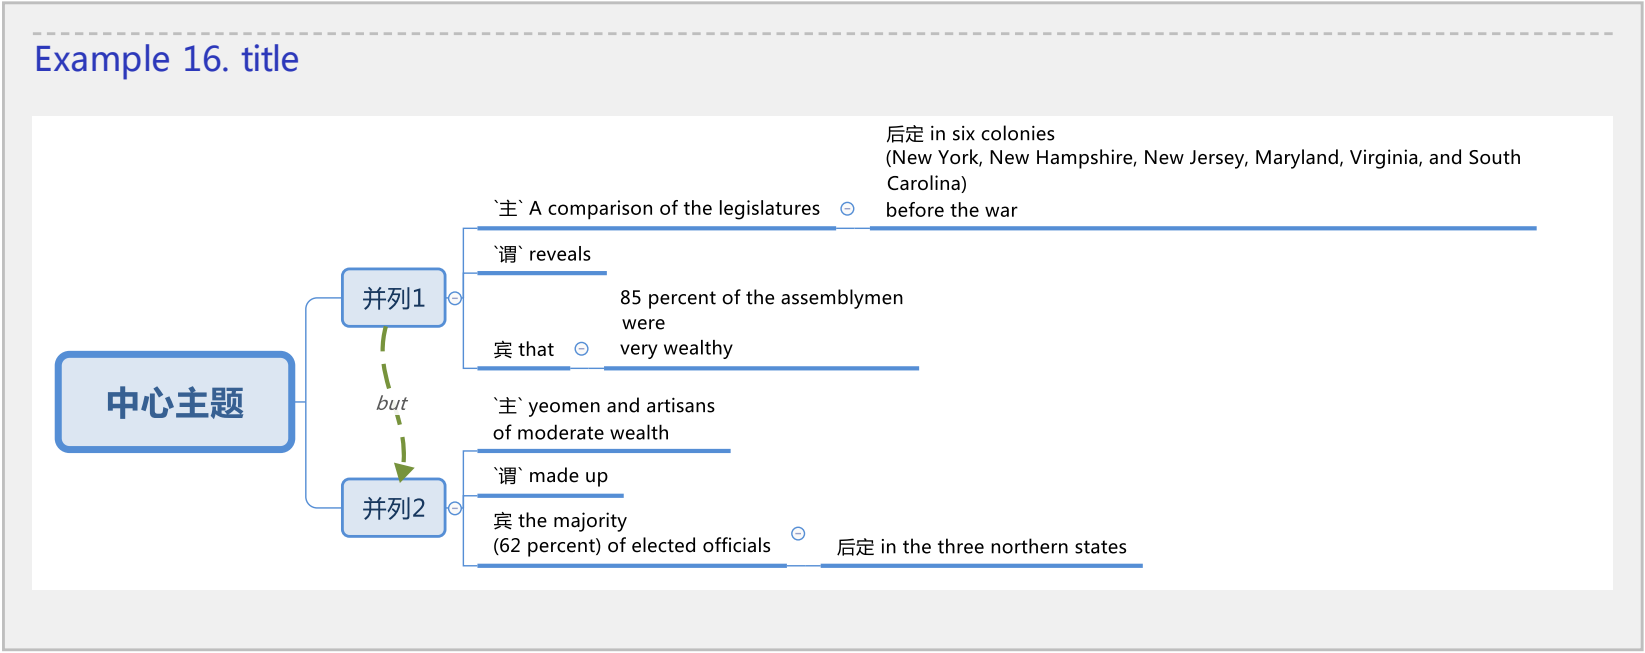 Example 16. title
后定 in six colonies
(New York, New Hampshire, New Jersey, Maryland, Virginia, and South
Carolina)
before the war
`主` A comparison of the legislatures
`谓` reveals
并列1
85 percent of the assemblymen
were
very wealthy
宾 that
中心主题
but
`主` yeomen and artisans
of moderate wealth
`谓` made up
并列2
宾 the majority
(62 percent) of elected officials
后定 in the three northern states